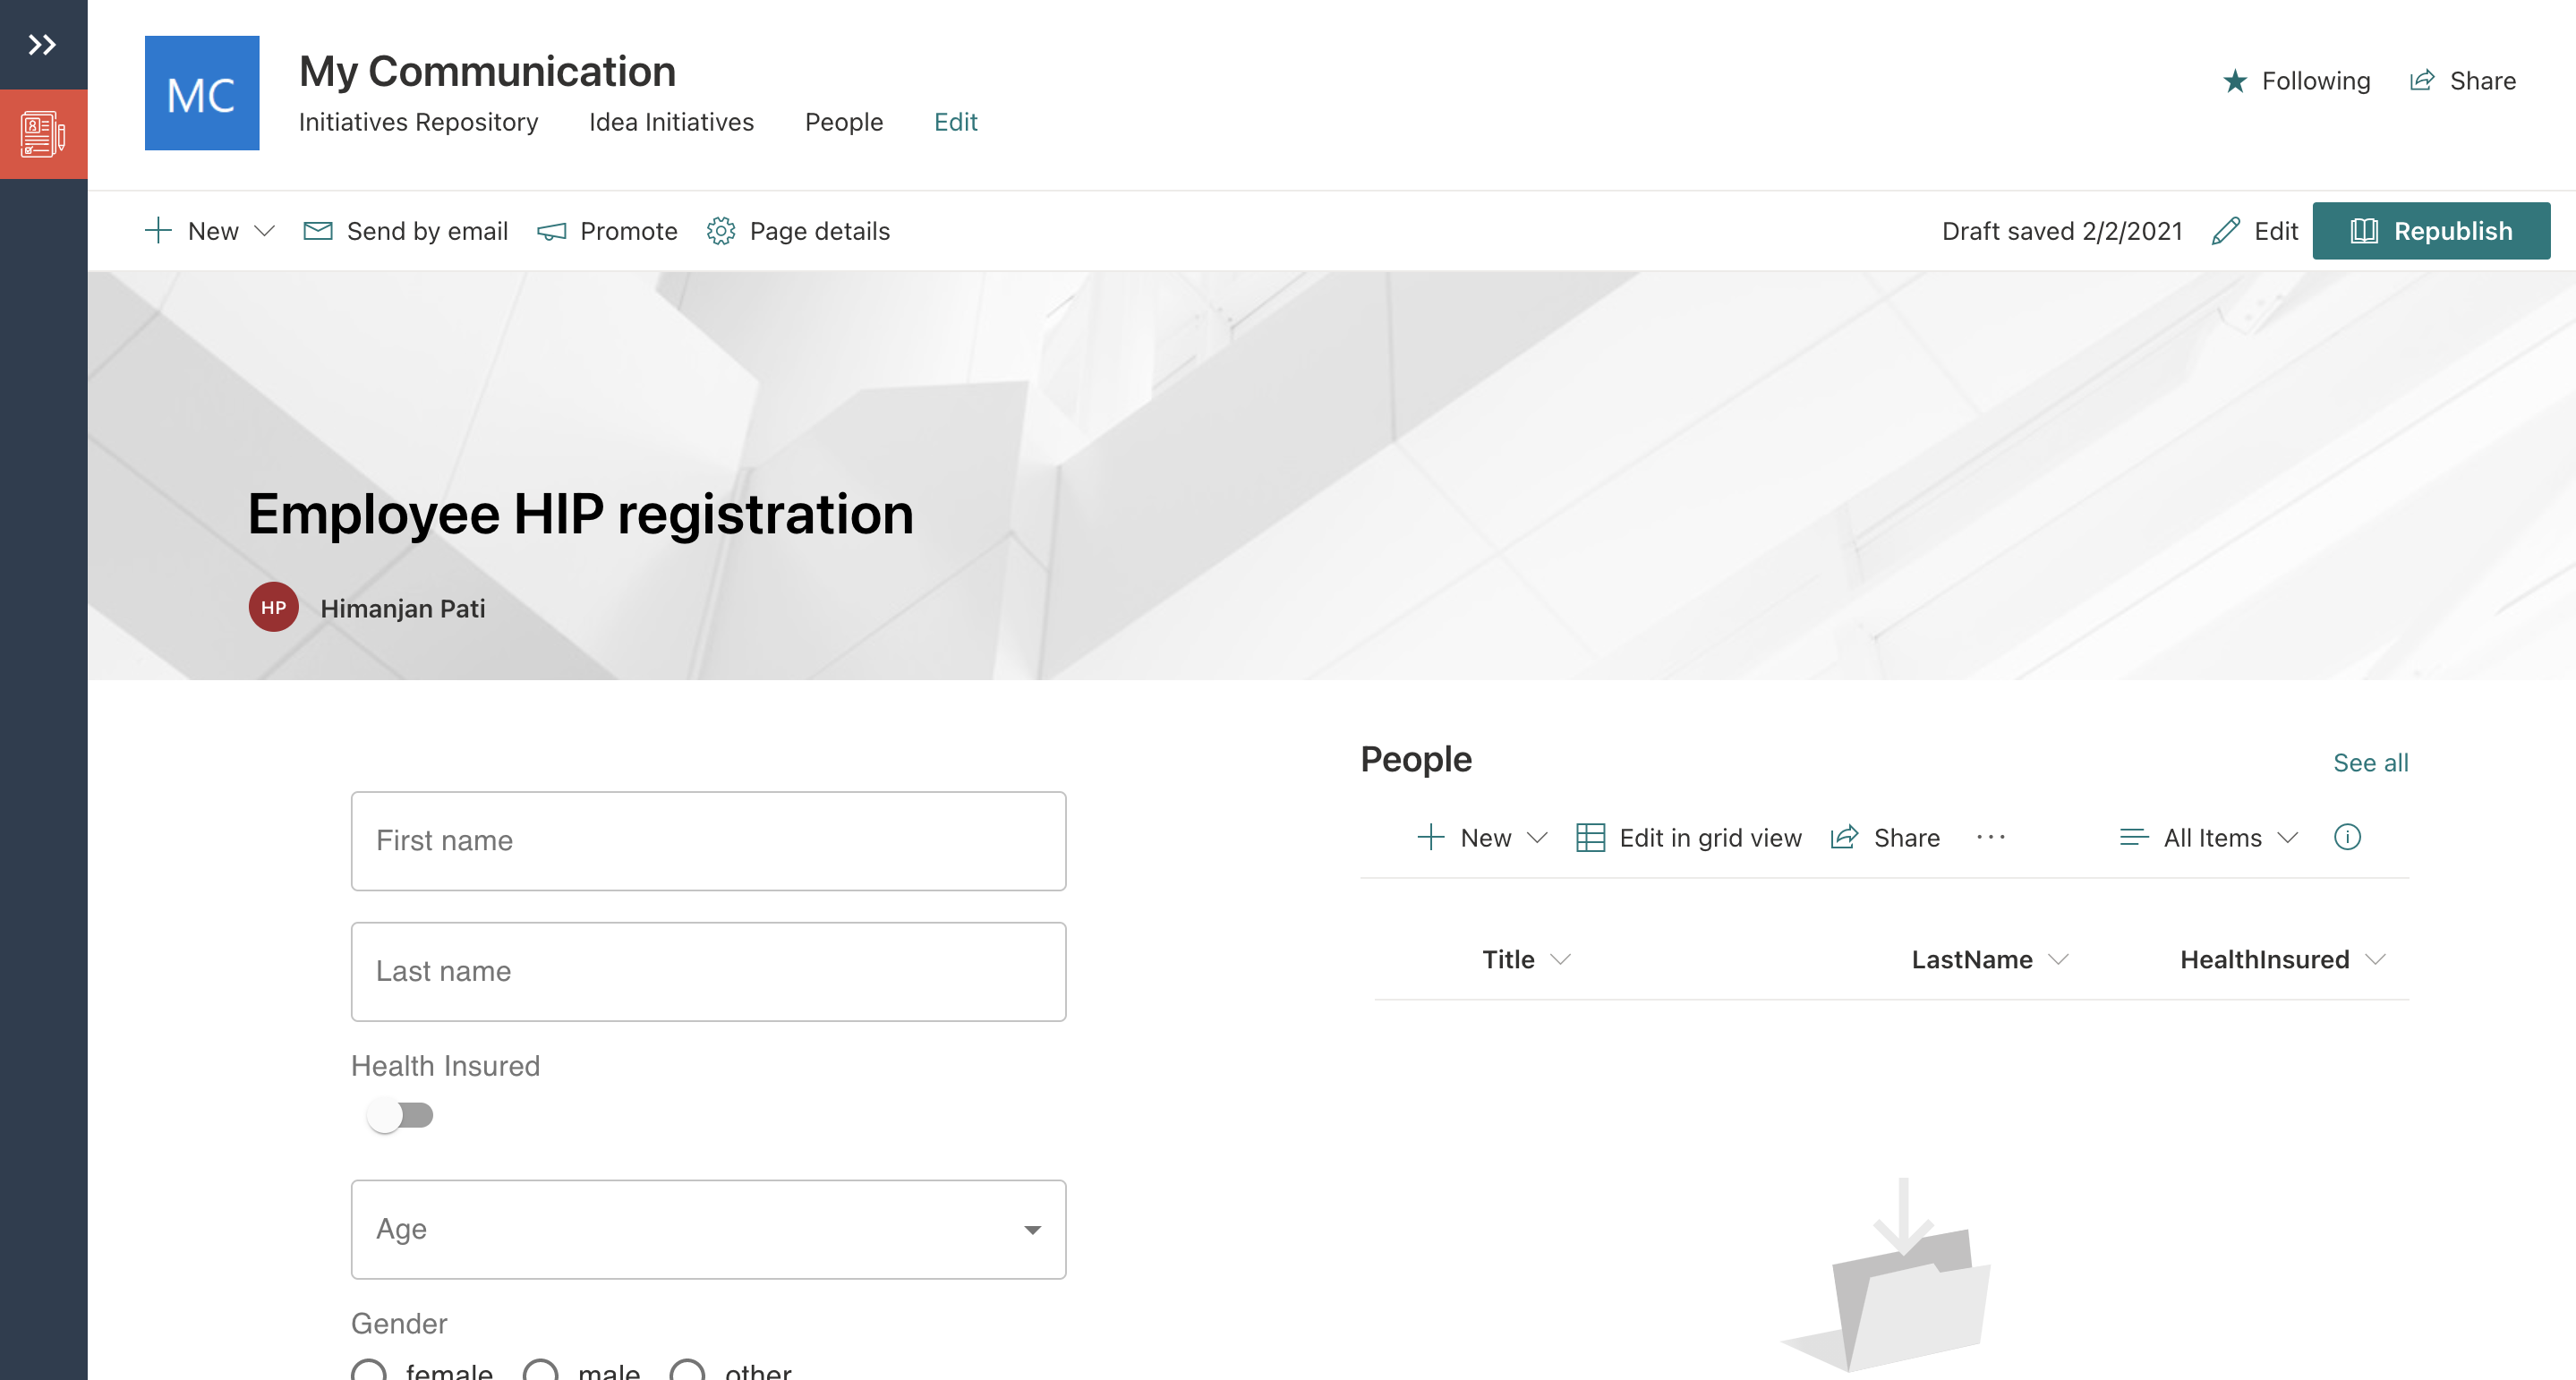 MC
My Communication
Initiatives Repository Idea Initiatives People Edit
Following Share
New Send by email Promote Page details
Draft saved 2/2/2021 Edit Republish
Employee HIP registration
HP Himanjan Pati
First name
Last name
Health Insured
Age
Gender
female male other
People See all
New Edit in grid view Share ··· All Items
Title LastName HealthInsured